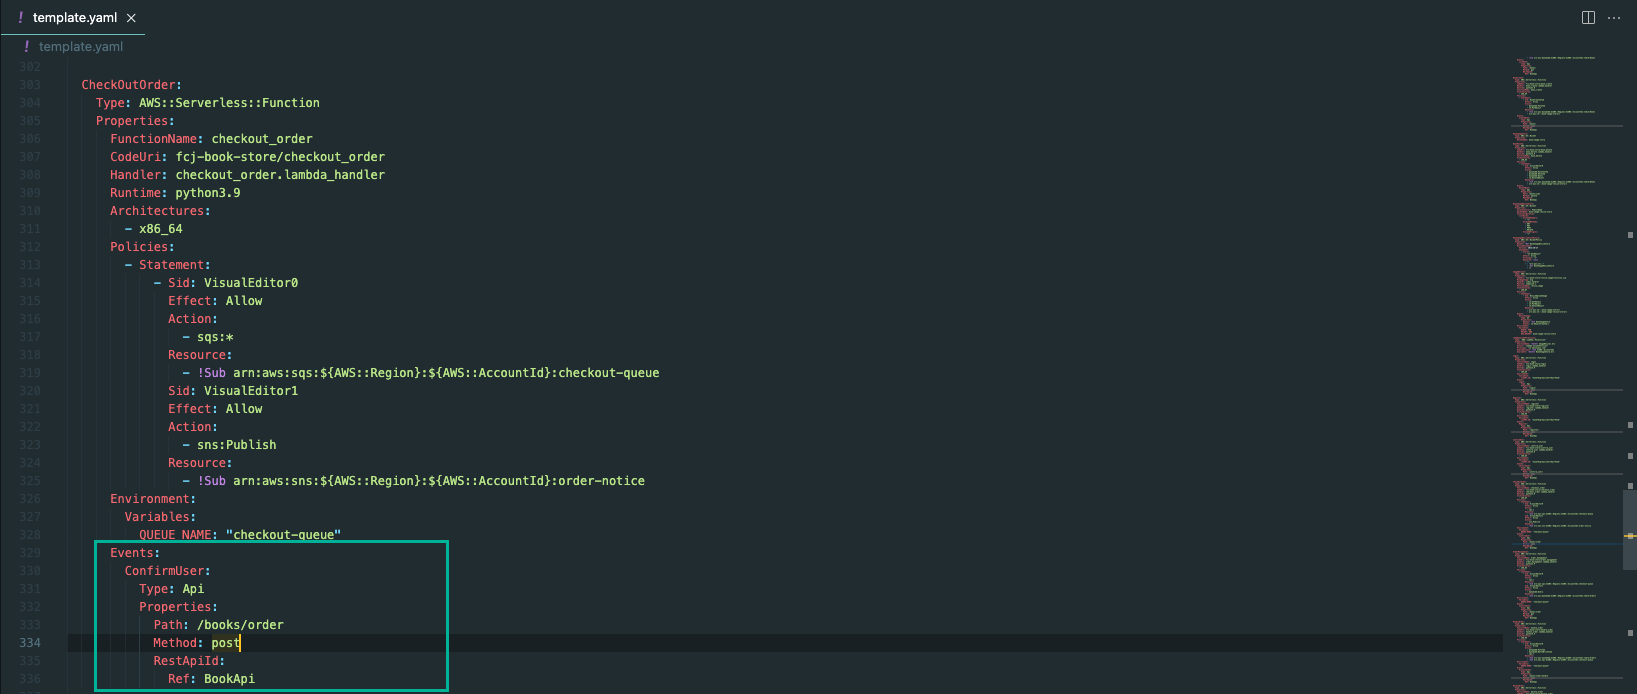 ! template.yaml ×
! template.yaml
302
303 CheckOutOrder:
304 Type: AWS::Serverless::Function
305 Properties:
306 FunctionName: checkout_order
307 CodeUri: fcj-book-store/checkout_order
308 Handler: checkout_order.lambda_handler
309 Runtime: python3.9
310 Architectures:
311 - x86_64
312 Policies:
313 - Statement:
314 - Sid: VisualEditor0
315 Effect: Allow
316 Action:
317 - sqs:*
318 Resource:
319 - !Sub arn:aws:sqs:${AWS::Region}:${AWS::AccountId}:checkout-queue
320 Sid: VisualEditor1
321 Effect: Allow
322 Action:
323 - sns:Publish
324 Resource:
325 - !Sub arn:aws:sns:${AWS::Region}:${AWS::AccountId}:order-notice
326 Environment:
327 Variables:
328 QUEUE_NAME: "checkout-queue"
329 Events:
330 ConfirmUser:
331 Type: Api
332 Properties:
333 Path: /books/order
334 Method: post
335 RestApiId:
336 Ref: BookApi